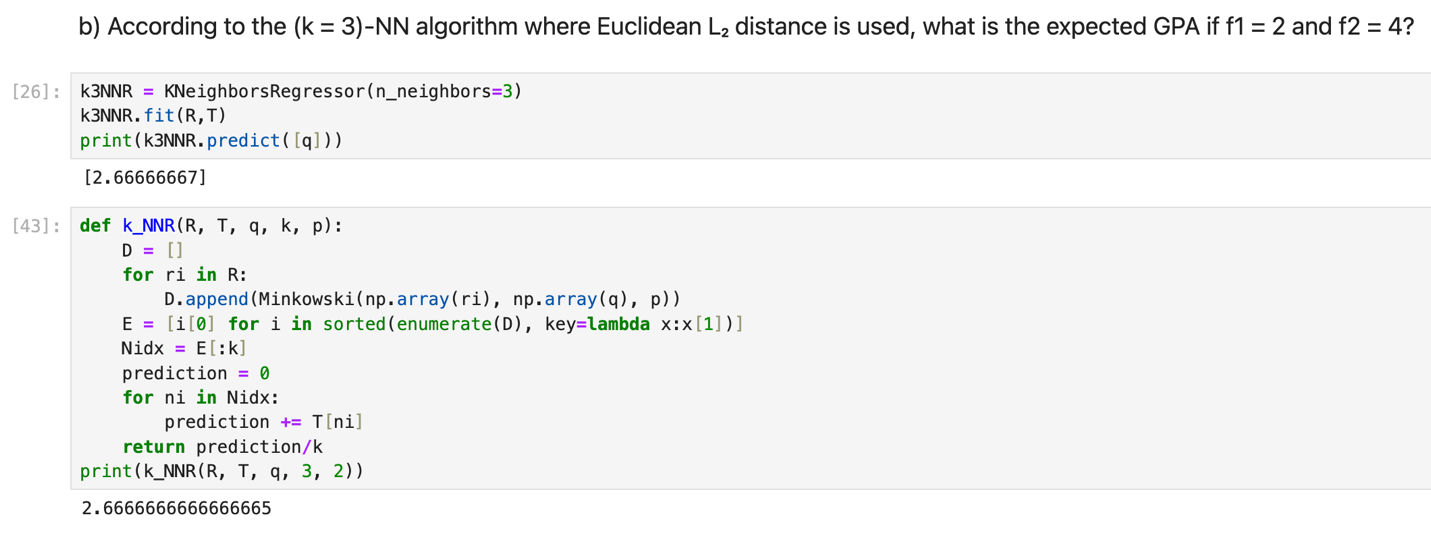 b) According to the (k = 3)-NN algorithm where Euclidean L₂ distance is used, what is the expected GPA if f1 = 2 and f2 = 4?
[26]: k3NNR = KNeighborsRegressor(n_neighbors=3)
k3NNR.fit(R,T)
print(k3NNR.predict([q]))
[2.66666667]
[43]: def k_NNR(R, T, q, k, p):
    D = []
    for ri in R:
        D.append(Minkowski(np.array(ri), np.array(q), p))
    E = [i[0] for i in sorted(enumerate(D), key=lambda x:x[1])]
    Nidx = E[:k]
    prediction = 0
    for ni in Nidx:
        prediction += T[ni]
    return prediction/k
print(k_NNR(R, T, q, 3, 2))
2.6666666666666665